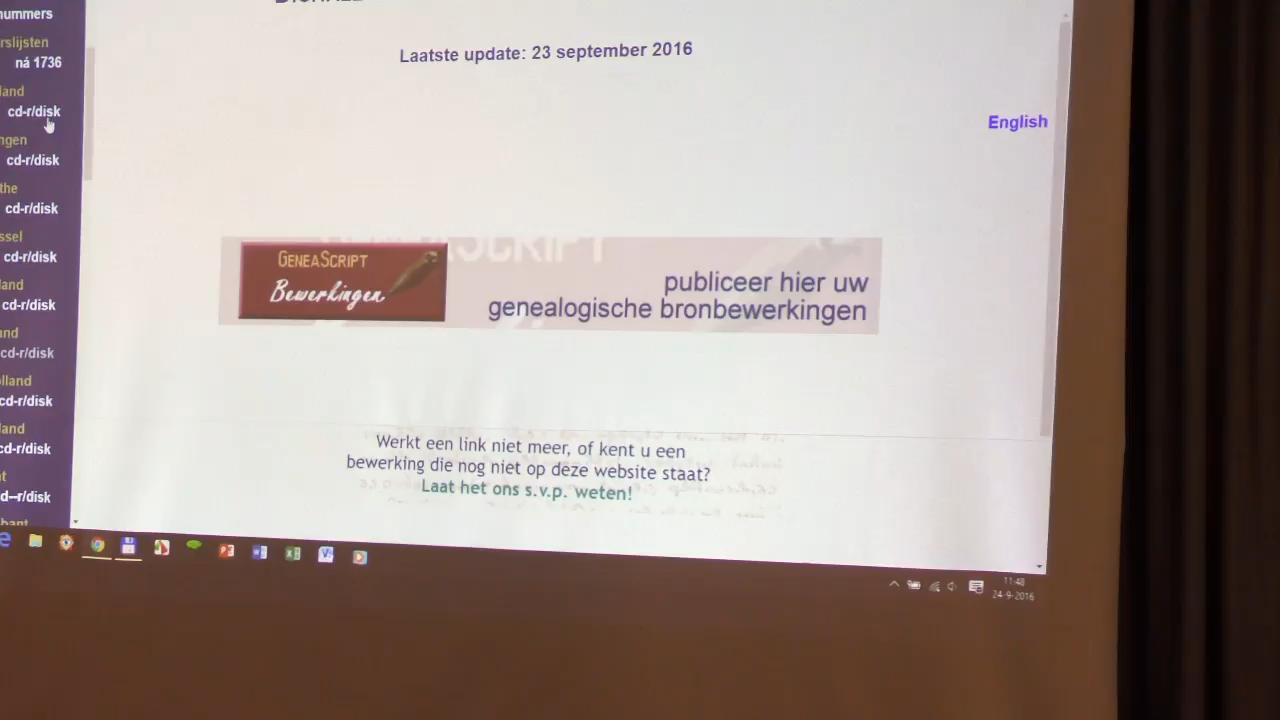 nummers
rslijsten
ná 1736
land
cd-r/disk
ngen
cd-r/disk
the
cd-r/disk
ssel
cd-r/disk
land
cd-r/disk
nd
cd-r/disk
lland
cd-r/disk
land
cd-r/disk
t
d—r/disk
bant
Laatste update: 23 september 2016
English
GENEASCRIPT
Bewerkingen
publiceer hier uw
genealogische bronbewerkingen
Werkt een link niet meer, of kent u een
bewerking die nog niet op deze website staat?
Laat het ons s.v.p. weten!
11:48
24-9-2016